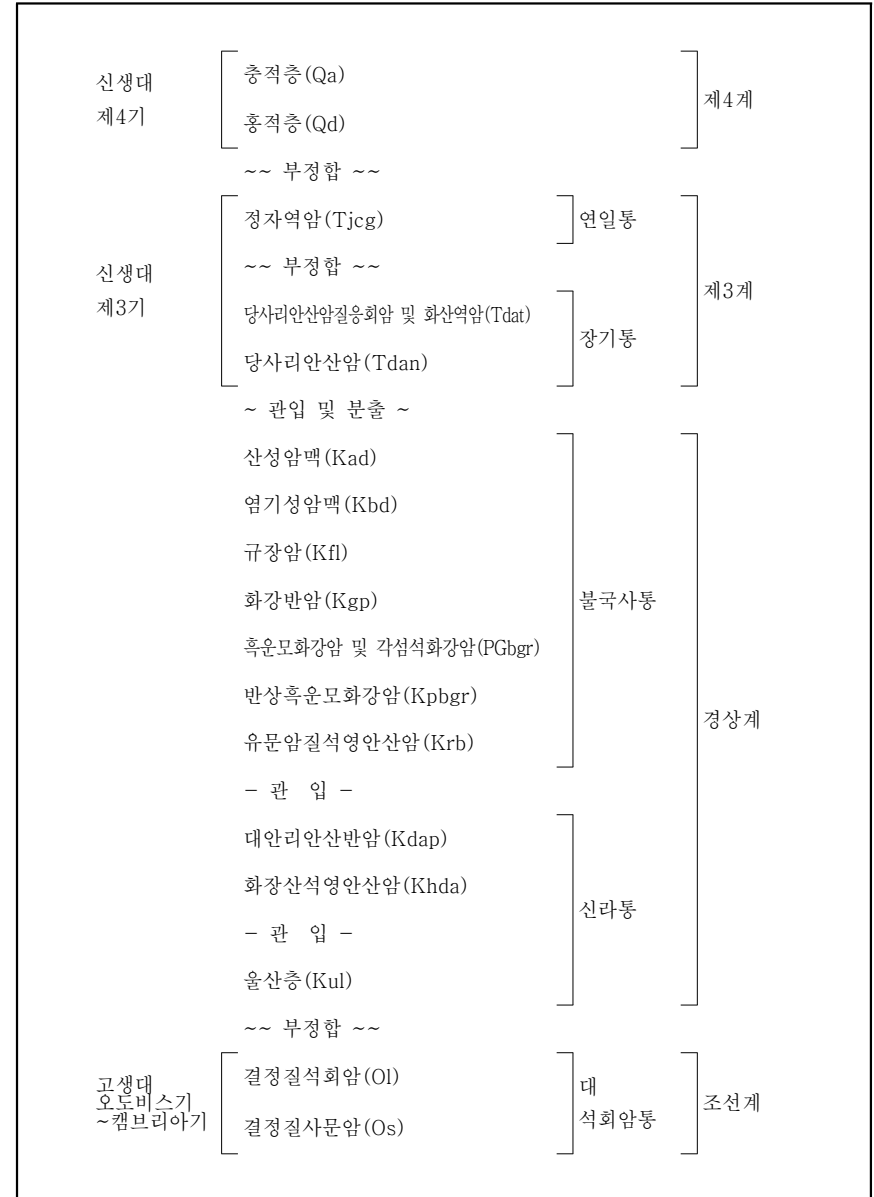 신생대
제4기
충적층(Qa)
홍적층(Qd)
제4계
~~ 부정합 ~~
신생대
제3기
정자역암(Tjcg)
연일통
~~ 부정합 ~~
당사리안산암질응회암 및 화산역암(Tdat)
당사리안산암(Tdan)
장기통
제3계
~ 관입 및 분출 ~
산성암맥(Kad)
염기성암맥(Kbd)
규장암(Kfl)
화강반암(Kgp)
흑운모화강암 및 각섬석화강암(PGbgr)
반상흑운모화강암(Kpbgr)
유문암질석영안산암(Krb)
불국사통
- 관 입 -
대안리안산반암(Kdap)
화장산석영안산암(Khda)
- 관 입 -
울산층(Kul)
신라통
경상계
~~ 부정합 ~~
고생대
오도비스기
~캠브리아기
결정질석회암(Ol)
결정질사문암(Os)
대
석회암통
조선계